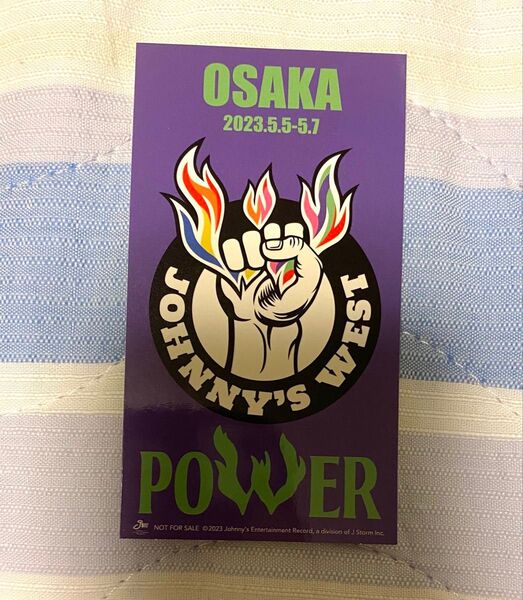 OSAKA
2023.5.5-5.7
W
JOHNNY'S WEST
POWER
NOT FOR SALE ©2023 Johnny's Entertainment Record, a division of J Storm Inc.